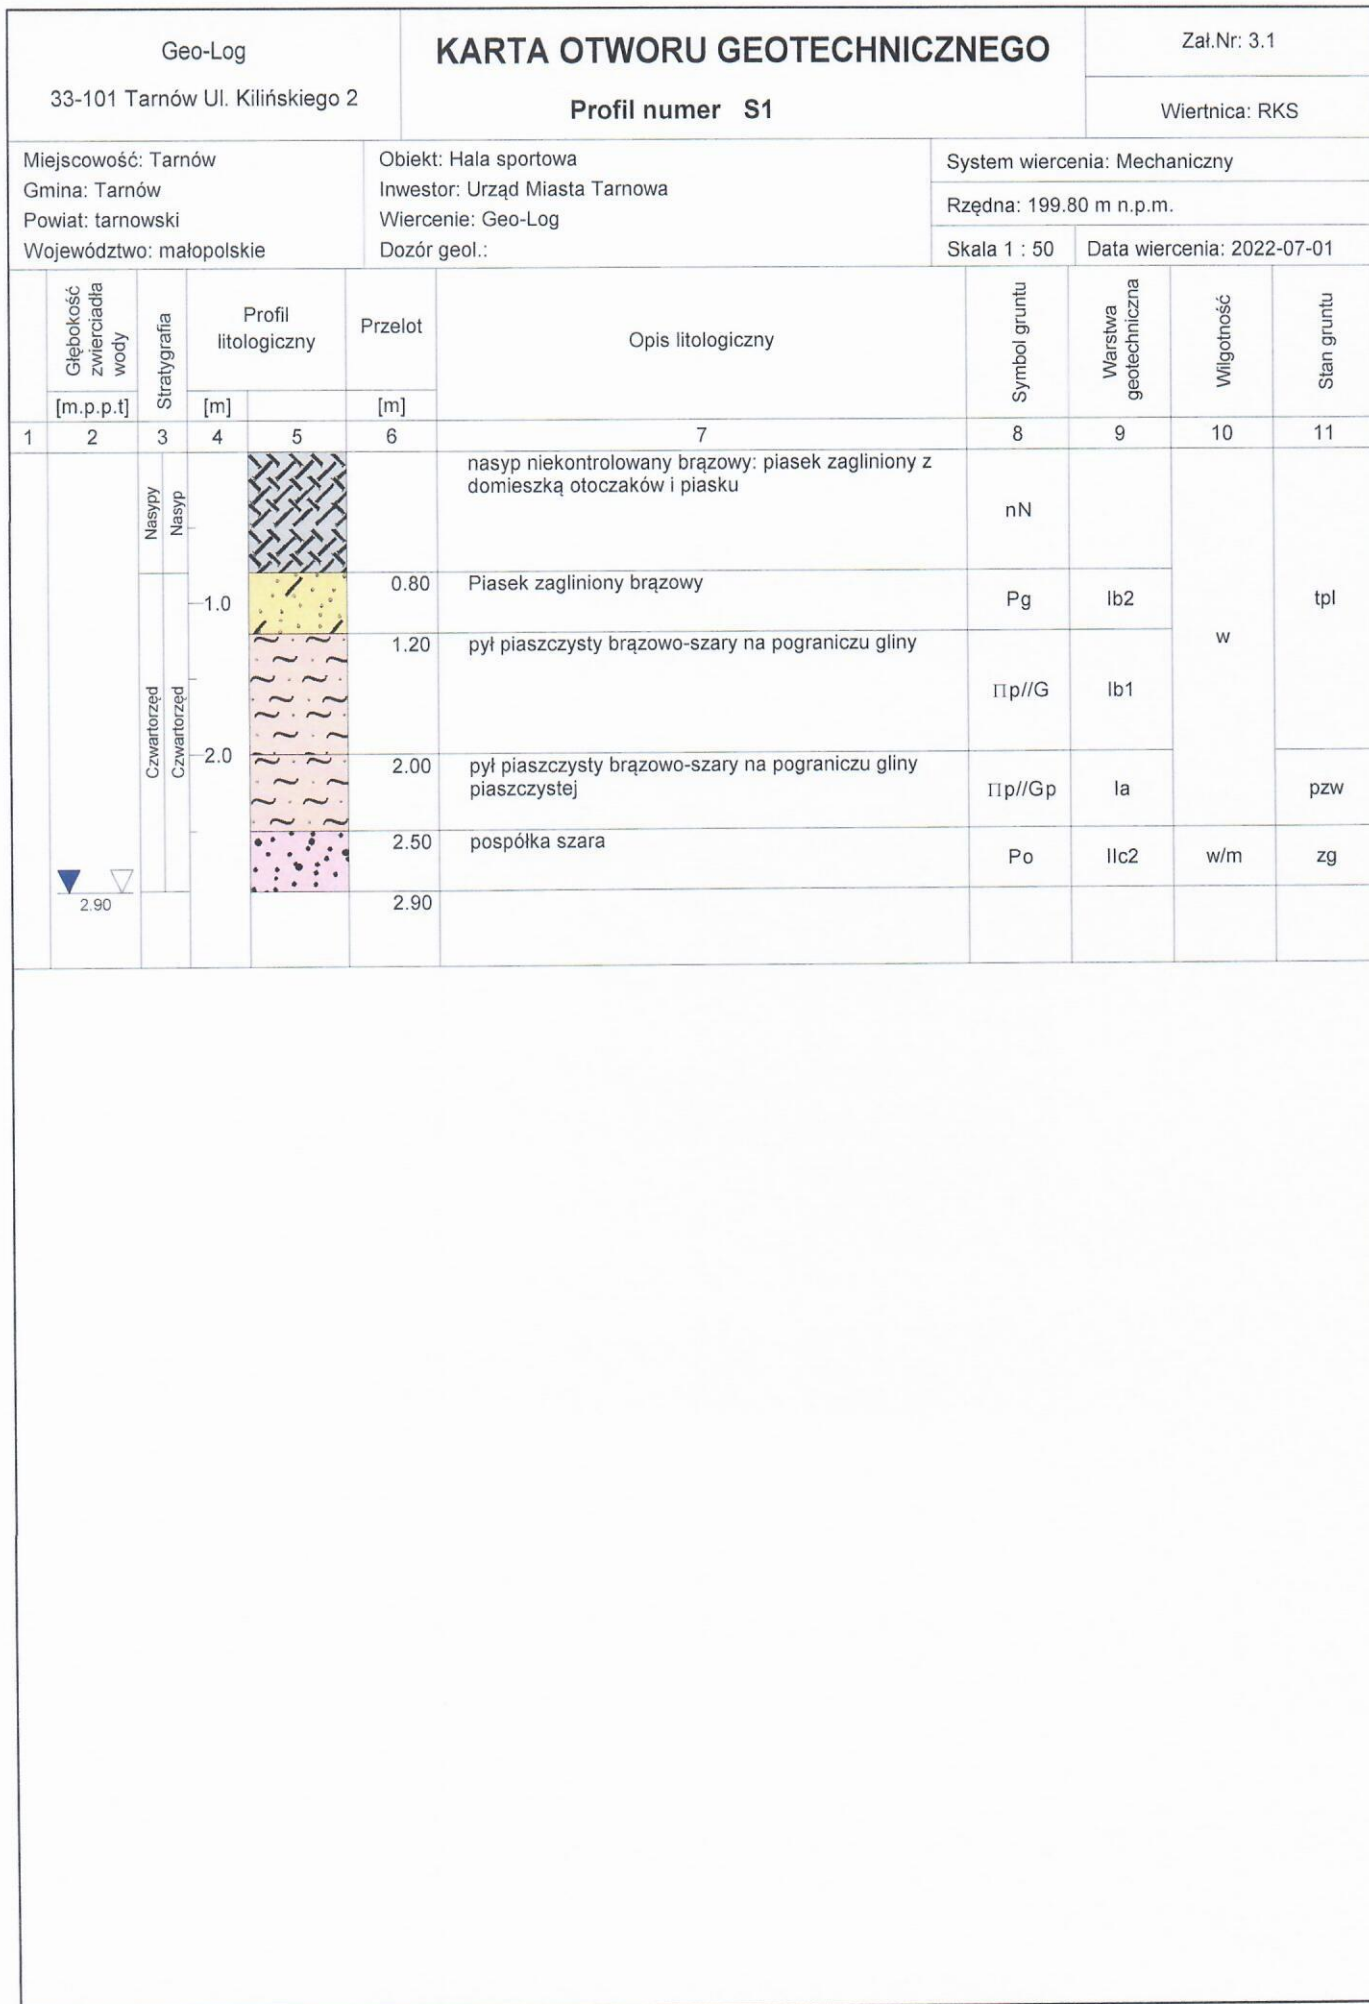 Geo-Log
33-101 Tarnów Ul. Kilińskiego 2
KARTA OTWORU GEOTECHNICZNEGO
Profil numer S1
Zał.Nr: 3.1
Wiertnica: RKS
Miejscowość: Tarnów
Gmina: Tarnów
Powiat: tarnowski
Województwo: małopolskie
Obiekt: Hala sportowa
Inwestor: Urząd Miasta Tarnowa
Wiercenie: Geo-Log
Dozór geol.:
System wiercenia: Mechaniczny
Rzędna: 199.80 m n.p.m.
Skala 1 : 50
Data wiercenia: 2022-07-01
Głębokość
zwierciadła
wody
[m.p.p.t]
Stratygrafia
Profil
litologiczny
[m]
Przelot
[m]
Opis litologiczny
Symbol gruntu
Warstwa
geotechniczna
Wilgotność
Stan gruntu
1 2 3 4 5 6 7 8 9 10 11
Nasypy
Nasyp
nasyp niekontrolowany brązowy: piasek zagliniony z
domieszką otoczaków i piasku
nN
0.80 Piasek zagliniony brązowy
1.0
Pg Ib2
tpl
w
1.20 pył piaszczysty brązowo-szary na pograniczu gliny
Πp//G Ib1
Czwartorzęd
Czwartorzęd
2.0
2.00 pył piaszczysty brązowo-szary na pograniczu gliny
piaszczystej
Πp//Gp Ia pzw
2.50 pospółka szara
Po IIc2 w/m zg
2.90
2.90